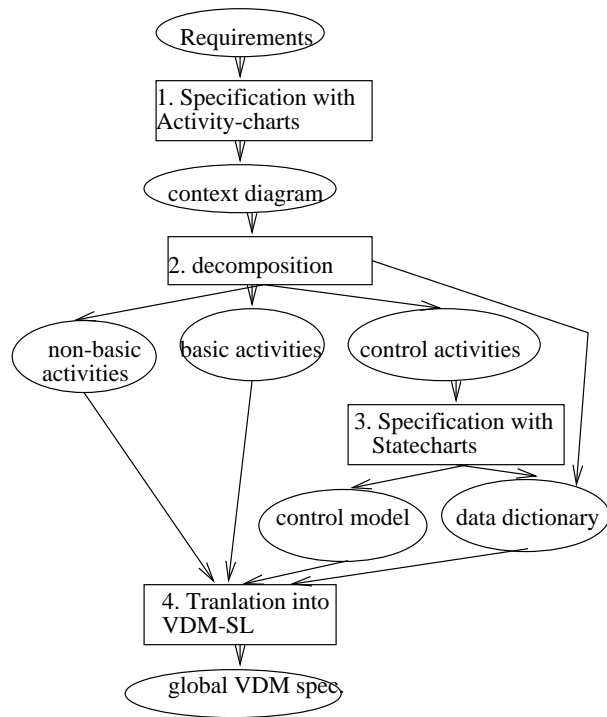 Requirements
1. Specification with
Activity-charts
context diagram
2. decomposition
non-basic
activities
basic activities
control activities
3. Specification with
Statecharts
control model
data dictionary
4. Tranlation into
VDM-SL
global VDM spec.